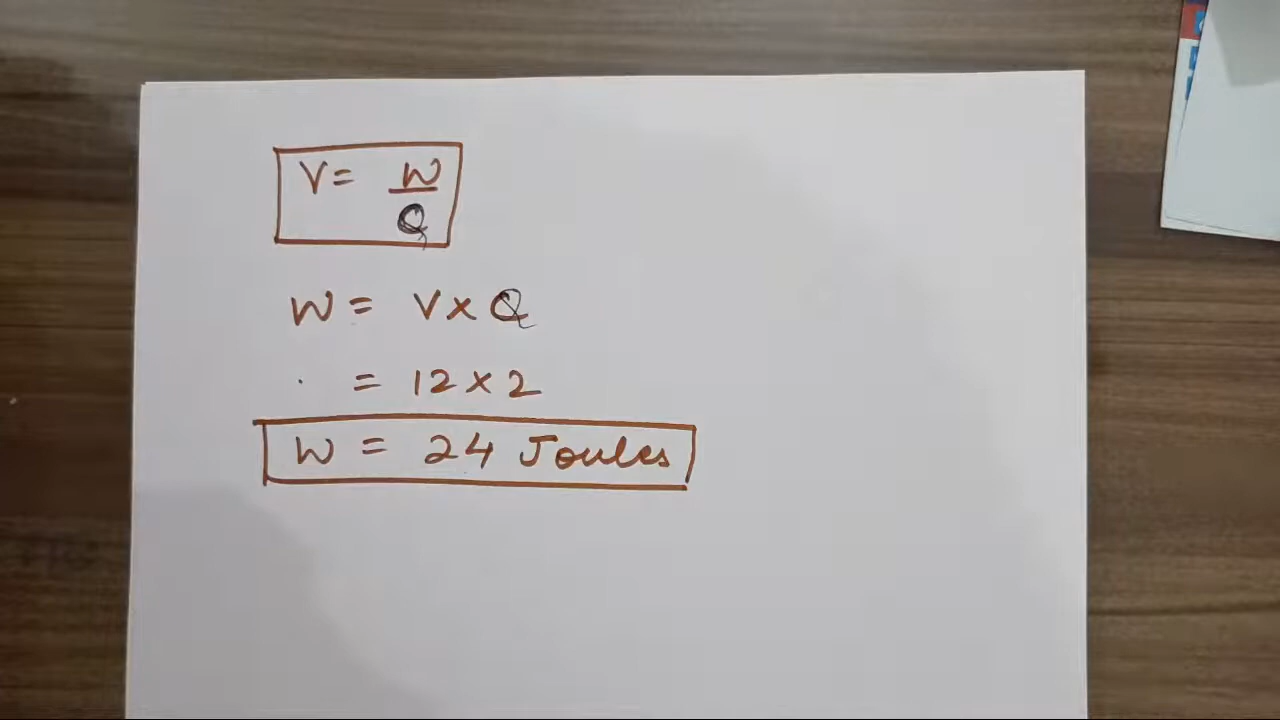 V = W/Q
W = V x Q
= 12 x 2
W = 24 Joules